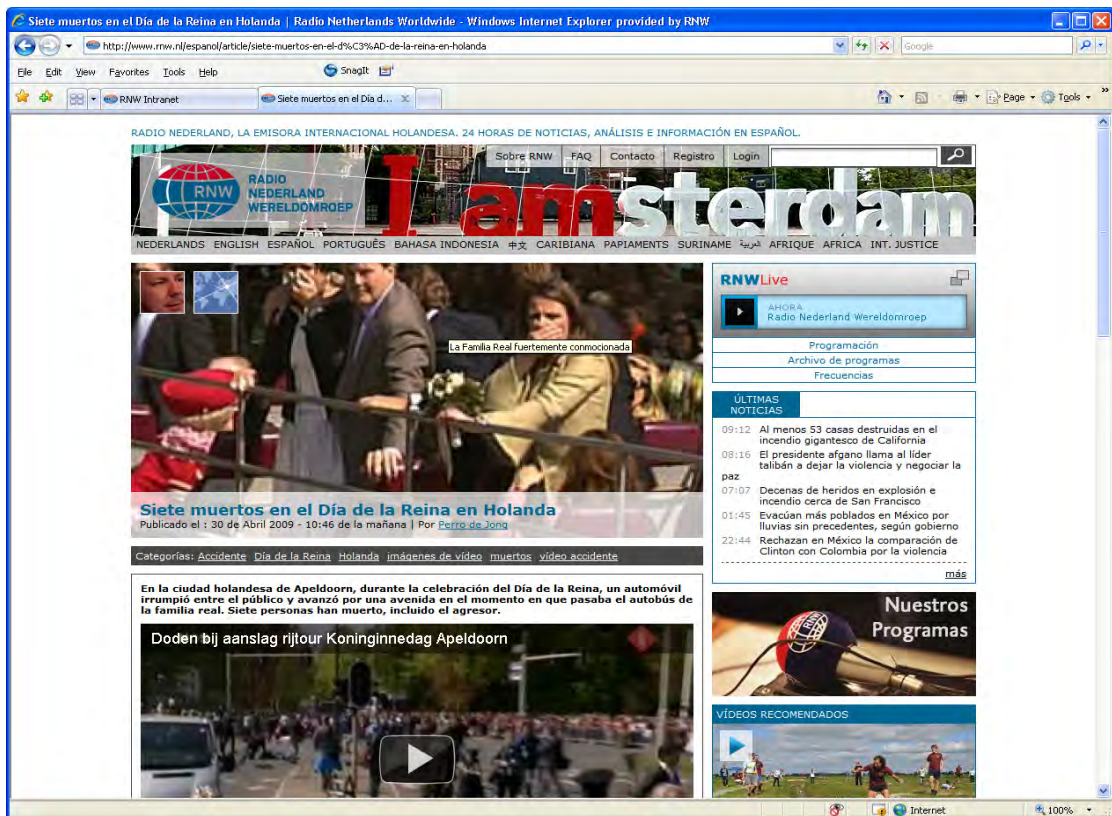 Siete muertos en el Día de la Reina en Holanda | Radio Netherlands Worldwide - Windows Internet Explorer provided by RNW
http://www.rnw.nl/espanol/article/siete-muertos-en-el-d%C3%AD-de-la-reina-en-holanda
Google
File Edit View Favorites Tools Help
SnagIt
RNW Intranet
Siete muertos en el Día d...
Page
Tools
RADIO NEDERLAND, LA EMISORA INTERNACIONAL HOLANDESA. 24 HORAS DE NOTICIAS, ANÁLISIS E INFORMACIÓN EN ESPAÑOL.
Sobre RNW FAQ Contacto Registro Login
RNW
RADIO
NEDERLAND
WERELDOMROEP
I amsterdam
NEDERLANDS ENGLISH ESPAÑOL PORTUGUÊS BAHASA INDONESIA 中文 CARIBIANA PAPIAMENTS SURINAME العربية AFRIQUE AFRICA INT. JUSTICE
La Familia Real fuertemente conmocionada
Siete muertos en el Día de la Reina en Holanda
Publicado el : 30 de Abril 2009 - 10:46 de la mañana | Por Perro de Jong
Categorías: Accidente Día de la Reina Holanda imágenes de vídeo muertos vídeo accidente
En la ciudad holandesa de Apeldoorn, durante la celebración del Día de la Reina, un automóvil
irrumpió entre el público y avanzó por una avenida en el momento en que pasaba el autobús de
la familia real. Siete personas han muerto, incluido el agresor.
Doden bij aanslag rijtour Koninginnedag Apeldoorn
RNWLive
AHORA
Radio Nederland Wereldomroep
Programación
Archivo de programas
Frecuencias
ÚLTIMAS
NOTICIAS
09:12 Al menos 53 casas destruidas en el
incendio gigantesco de California
08:16 El presidente afgano llama al líder
talibán a dejar la violencia y negociar la
paz
07:07 Decenas de heridos en explosión e
incendio cerca de San Francisco
01:45 Evacúan más poblados en México por
lluvias sin precedentes, según gobierno
22:44 Rechazan en México la comparación de
Clinton con Colombia por la violencia
más
Nuestros
Programas
VÍDEOS RECOMENDADOS
Internet
100%